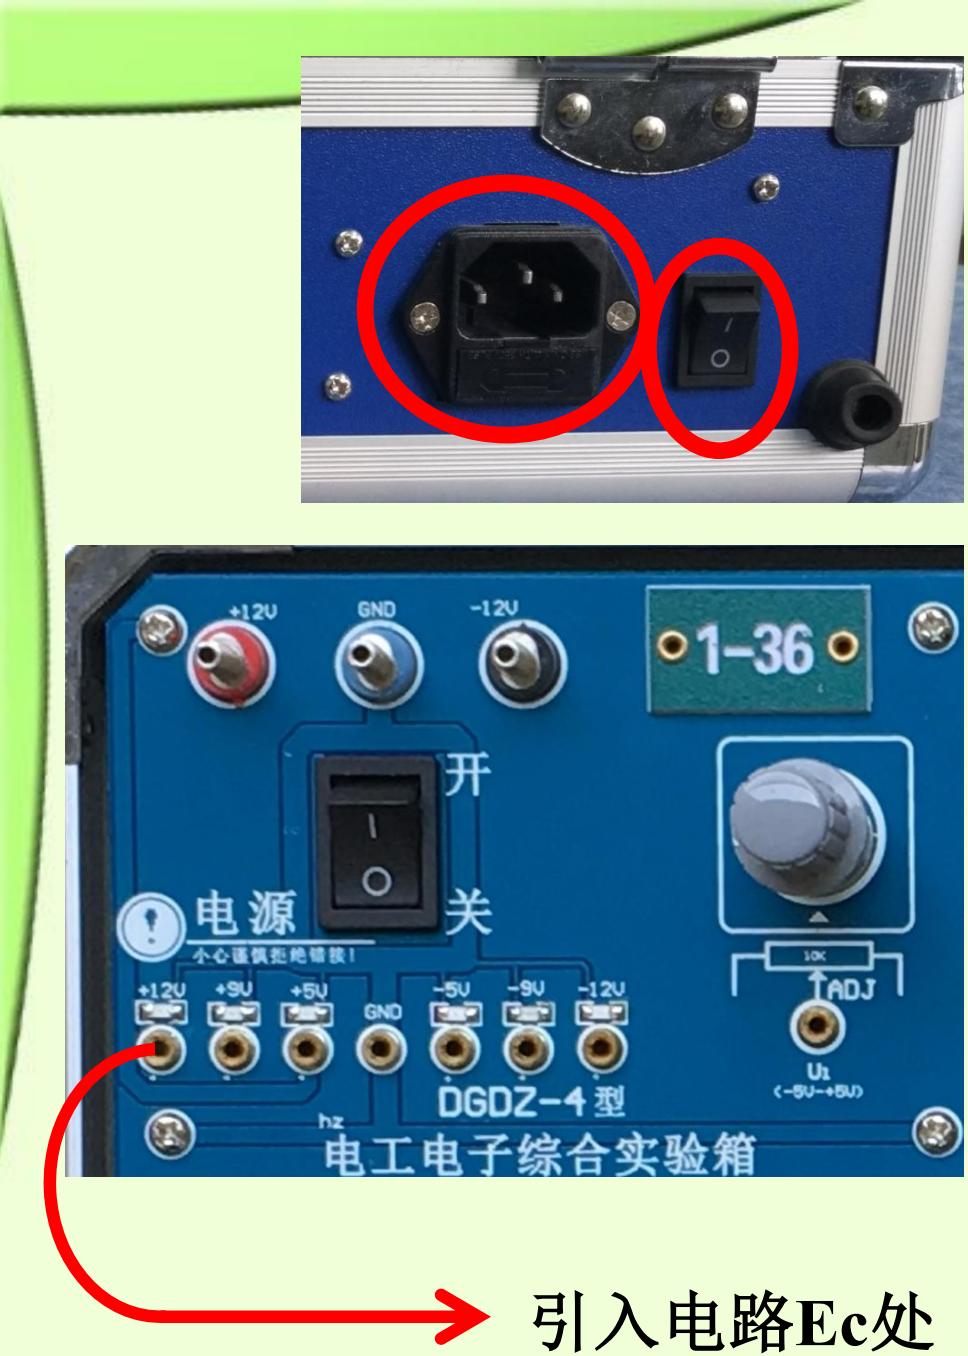 +12V GND -12V
1-36
开
关
电源
小心谨慎拒绝错接!
+12V +9V +5V GND -5V -9V -12V
10K
ADJ
U1
(-5V-+5V)
DGDZ-4型
hz
电工电子综合实验箱
引入电路Ec处